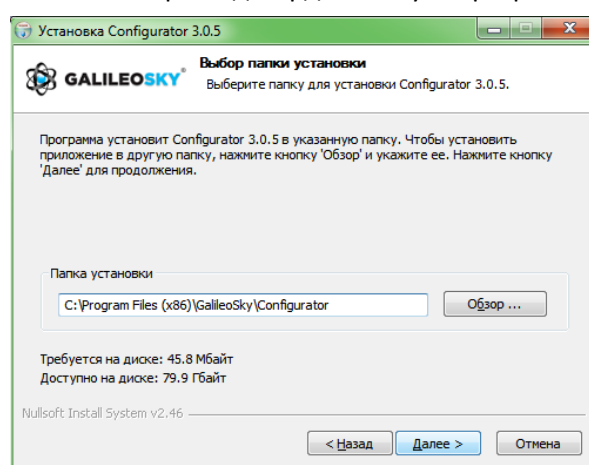 Установка Configurator 3.0.5
GALILEOSKY®
Выбор папки установки
Выберите папку для установки Configurator 3.0.5.
Программа установит Configurator 3.0.5 в указанную папку. Чтобы установить
приложение в другую папку, нажмите кнопку 'Обзор' и укажите ее. Нажмите кнопку
'Далее' для продолжения.
Папка установки
C:\Program Files (x86)\GalileoSky\Configurator
Обзор ...
Требуется на диске: 45.8 Мбайт
Доступно на диске: 79.9 Гбайт
Nullsoft Install System v2.46
< Назад Далее > Отмена